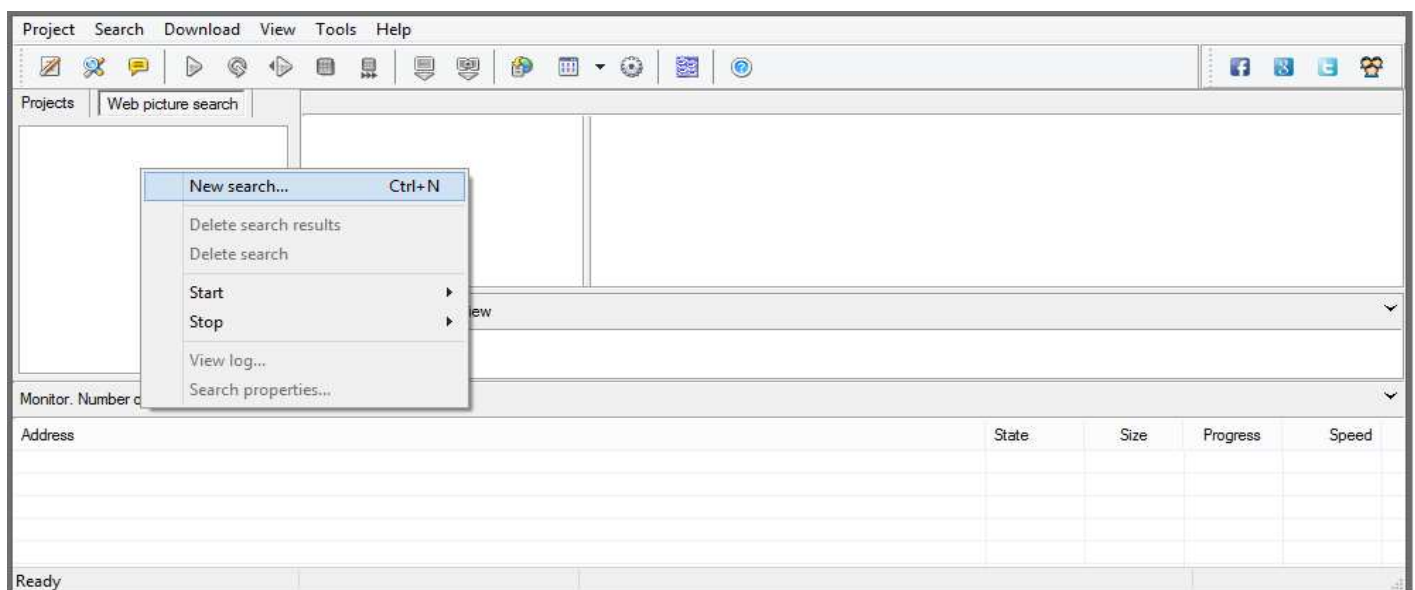 Project Search Download View Tools Help
Projects Web picture search
New search... Ctrl+N
Delete search results
Delete search
Start
Stop
View log...
Search properties...
Monitor. Number
Address State Size Progress Speed
Ready